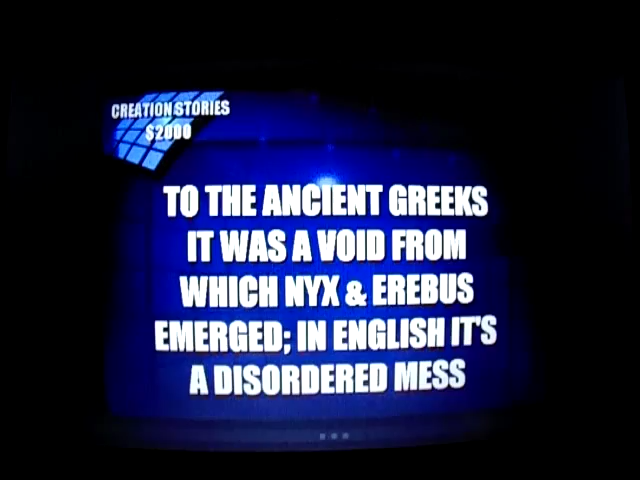 CREATION STORIES
$2000
TO THE ANCIENT GREEKS
IT WAS A VOID FROM
WHICH NYX & EREBUS
EMERGED; IN ENGLISH IT'S
A DISORDERED MESS